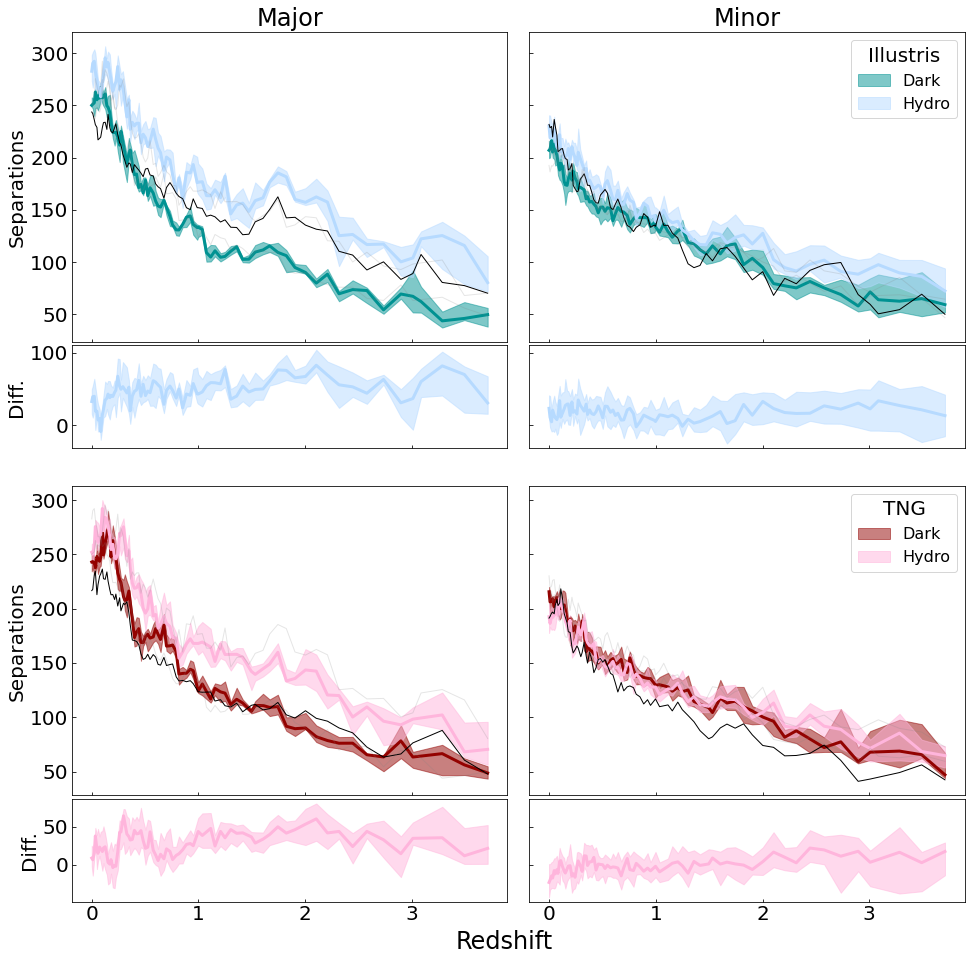 Major Minor
Separations
300
250
200
150
100
50
Illustris
Dark
Hydro
Diff.
100
0
Separations
300
250
200
150
100
50
TNG
Dark
Hydro
Diff.
50
0
0 1 2 3 0 1 2 3
Redshift